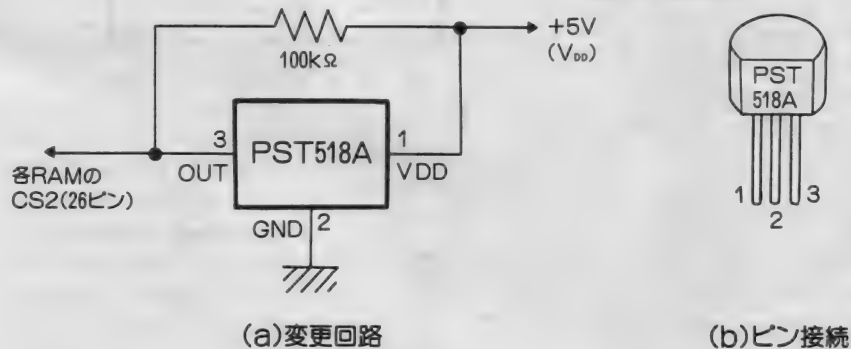 +5V
(VDD)
100kΩ
3
PST518A
1
OUT
VDD
各RAMの
CS2(26ピン)
GND
2
(a)変更回路
PST
518A
1
2
3
(b)ピン接続